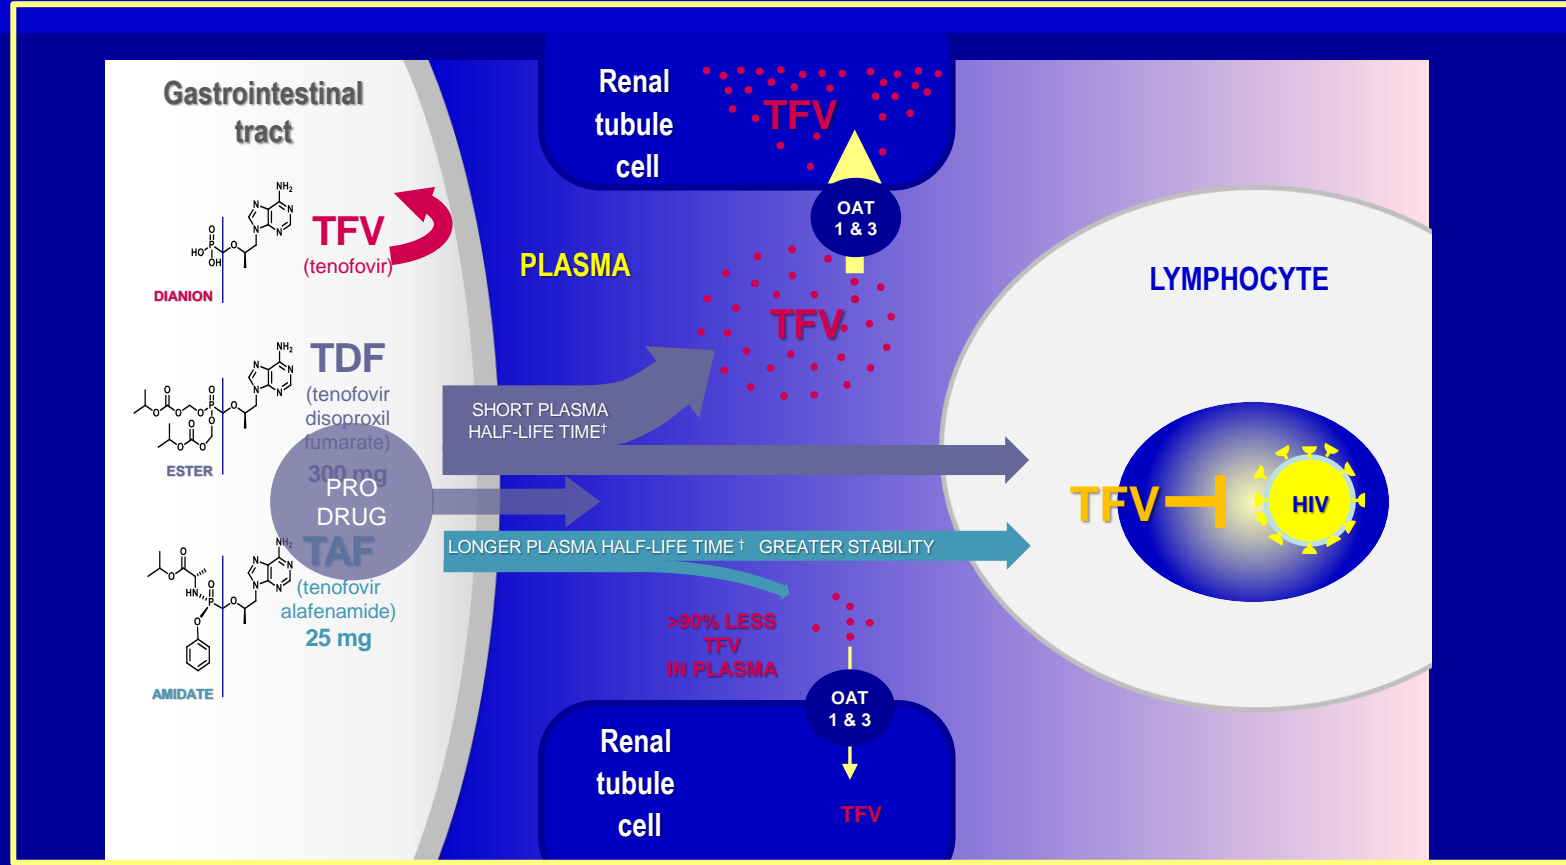 Gastrointestinal
tract
TFV
(tenofovir)
DIANION
NH₂
N
N
N
N
O
HO
P
OH
O
TDF
(tenofovir
disoproxil
fumarate)
300 mg
ESTER
NH₂
N
N
N
N
O
O
O
O
O
P
O
O
O
O
O
PRO
DRUG
TAF
(tenofovir
alafenamide)
25 mg
AMIDATE
NH₂
N
N
N
N
O
O
HN
O
P
O
O
PLASMA
SHORT PLASMA
HALF-LIFE TIME†
LONGER PLASMA HALF-LIFE TIME † GREATER STABILITY
>90% LESS
TFV
IN PLASMA
Renal
tubule
cell
TFV
OAT
1 & 3
TFV
OAT
1 & 3
Renal
tubule
cell
TFV
LYMPHOCYTE
TFV
HIV